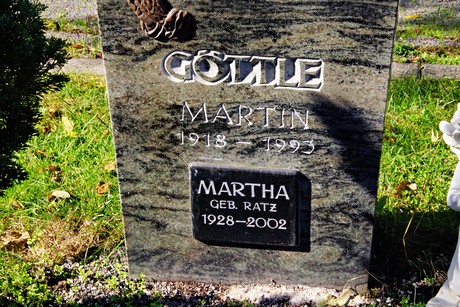 GÖTTLE
MARTIN
1918 - 1993
MARTHA
GEB. RATZ
1928-2002